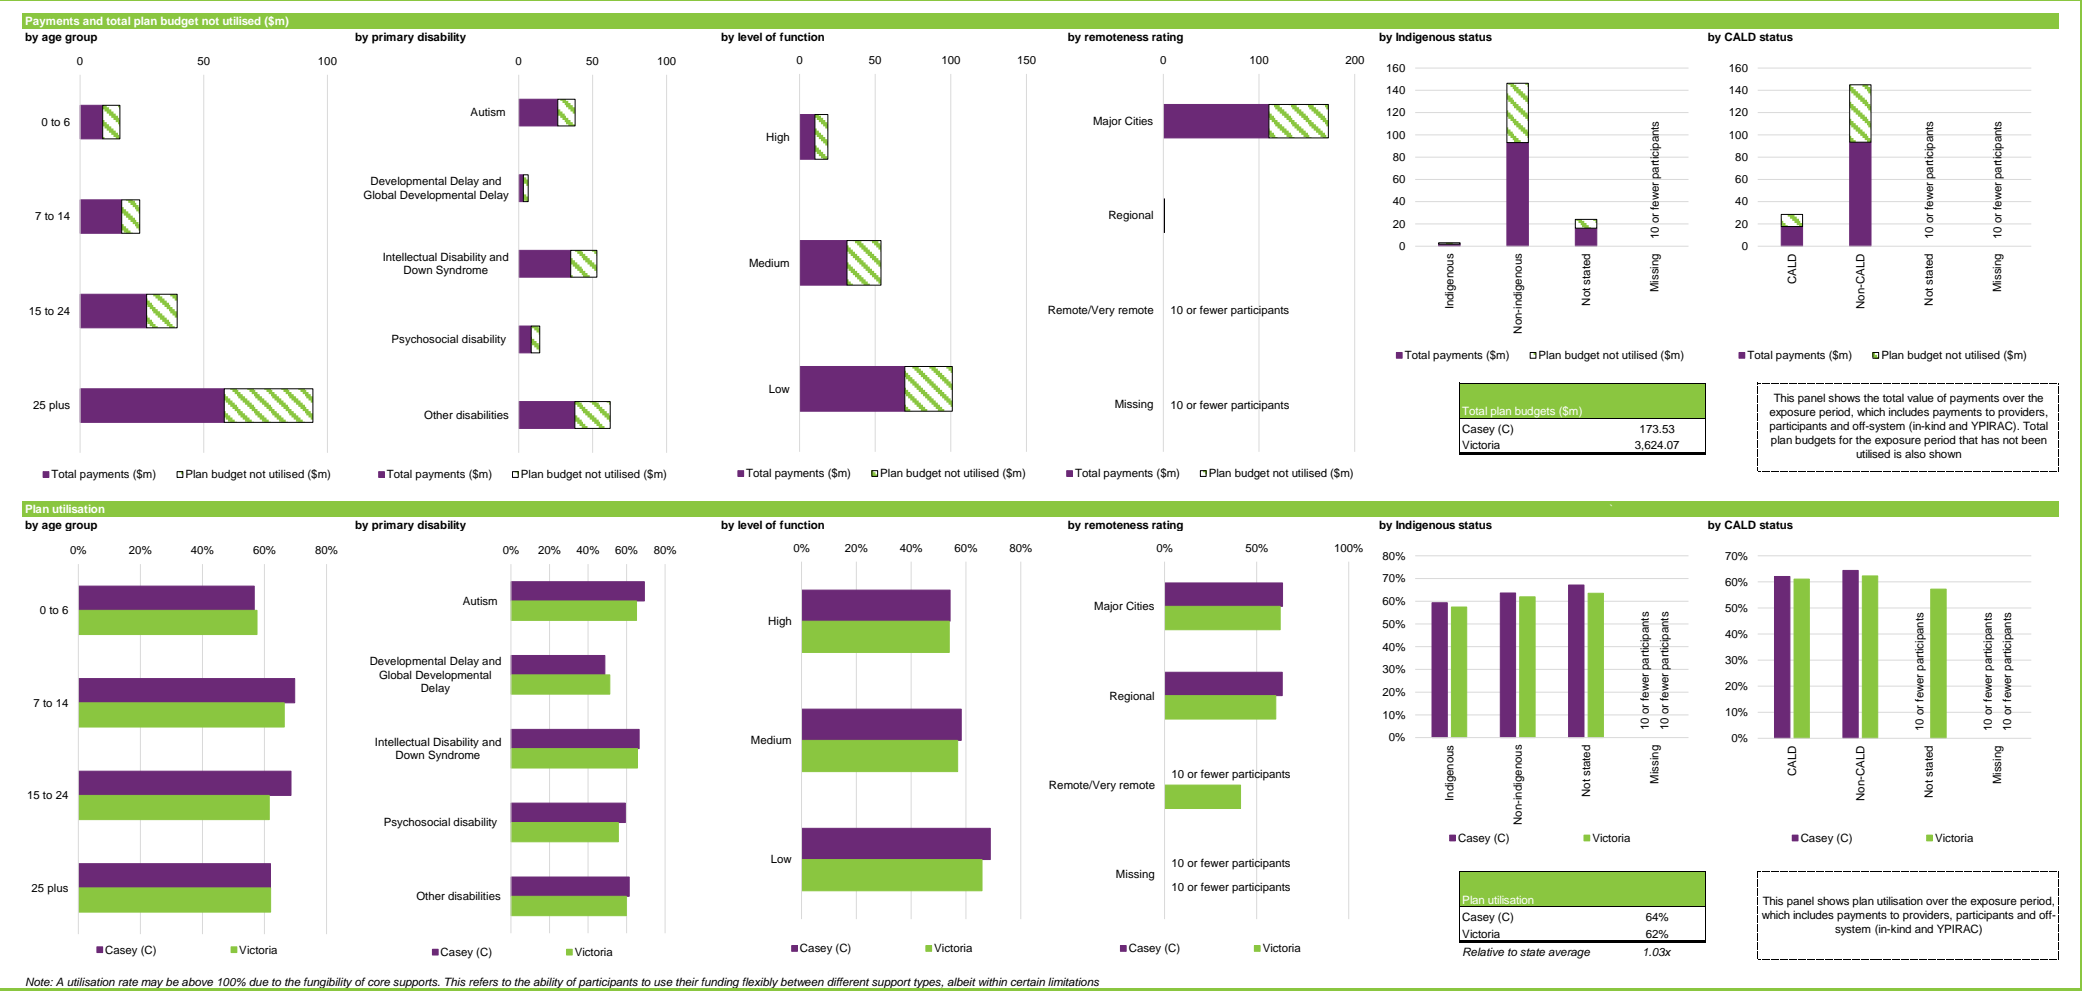 Payments and total plan budget not utilised ($m)
by age group
0 50 100
0 to 6
7 to 14
15 to 24
25 plus
Total payments ($m) Plan budget not utilised ($m)
by primary disability
0 50 100
Autism
Developmental Delay and
Global Developmental Delay
Intellectual Disability and
Down Syndrome
Psychosocial disability
Other disabilities
Total payments ($m) Plan budget not utilised ($m)
by level of function
0 50 100 150
High
Medium
Low
Total payments ($m) Plan budget not utilised ($m)
by remoteness rating
0 100 200
Major Cities
Regional
Remote/Very remote 10 or fewer participants
Missing 10 or fewer participants
Total payments ($m) Plan budget not utilised ($m)
by Indigenous status
160
140
120
100
80
60
40
20
0
10 or fewer participants
Indigenous
Non-indigenous
Not stated
Missing
Total payments ($m) Plan budget not utilised ($m)
by CALD status
160
140
120
100
80
60
40
20
0
10 or fewer participants
10 or fewer participants
CALD
Non-CALD
Not stated
Missing
Total payments ($m) Plan budget not utilised ($m)
Total plan budgets ($m)
Casey (C) 173.53
Victoria 3,624.07
This panel shows the total value of payments over the
exposure period, which includes payments to providers,
participants and off-system (in-kind and YPIRAC). Total
plan budgets for the exposure period that has not been
utilised is also shown
Plan utilisation
by age group
0% 20% 40% 60% 80%
0 to 6
7 to 14
15 to 24
25 plus
Casey (C) Victoria
by primary disability
0% 20% 40% 60% 80%
Autism
Developmental Delay and
Global Developmental
Delay
Intellectual Disability and
Down Syndrome
Psychosocial disability
Other disabilities
Casey (C) Victoria
by level of function
0% 20% 40% 60% 80%
High
Medium
Low
Casey (C) Victoria
by remoteness rating
0% 50% 100%
Major Cities
Regional
10 or fewer participants
Remote/Very remote
10 or fewer participants
Missing
10 or fewer participants
Casey (C) Victoria
by Indigenous status
80%
70%
60%
50%
40%
30%
20%
10%
0%
10 or fewer participants
10 or fewer participants
Indigenous
Non-indigenous
Not stated
Missing
Casey (C) Victoria
by CALD status
70%
60%
50%
40%
30%
20%
10%
0%
10 or fewer participants
10 or fewer participants
10 or fewer participants
CALD
Non-CALD
Not stated
Missing
Casey (C) Victoria
Plan utilisation
Casey (C) 64%
Victoria 62%
Relative to state average 1.03x
This panel shows plan utilisation over the exposure period,
which includes payments to providers, participants and off-
system (in-kind and YPIRAC)
Note: A utilisation rate may be above 100% due to the fungibility of core supports. This refers to the ability of participants to use their funding flexibly between different support types, albeit within certain limitations